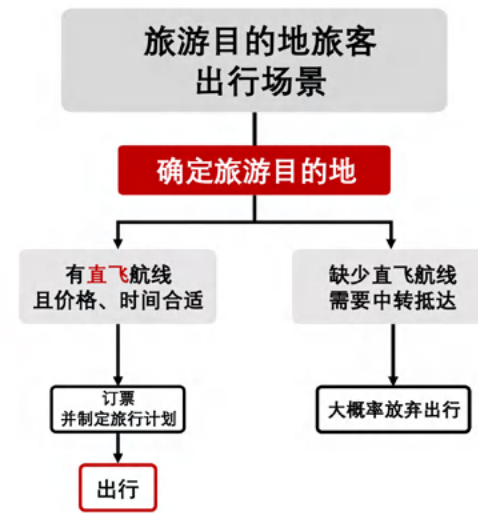 旅游目的地旅客
出行场景
确定旅游目的地
有直飞航线
且价格、时间合适
缺少直飞航线
需要中转抵达
订票
并制定旅行计划
大概率放弃出行
出行